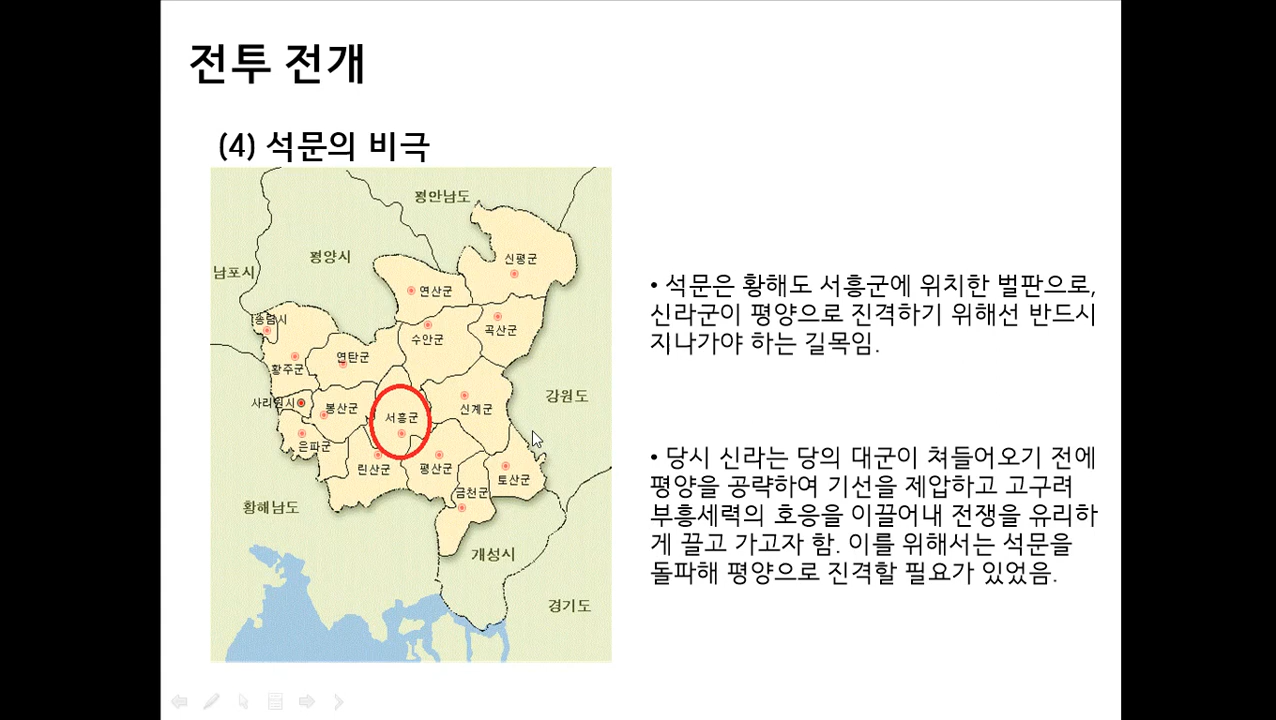 전투 전개
(4) 석문의 비극
평안남도
평양시
남포시
신평군
연산군
송림시
곡산군
수안군
연탄군
황주군
강원도
사리원시
봉산군
서흥군
신계군
은파군
린산군
평산군
토산군
금천군
황해남도
개성시
경기도
• 석문은 황해도 서흥군에 위치한 벌판으로,
신라군이 평양으로 진격하기 위해선 반드시
지나가야 하는 길목임.
• 당시 신라는 당의 대군이 쳐들어오기 전에
평양을 공략하여 기선을 제압하고 고구려
부흥세력의 호응을 이끌어내 전쟁을 유리하
게 끌고 가고자 함. 이를 위해서는 석문을
돌파해 평양으로 진격할 필요가 있었음.